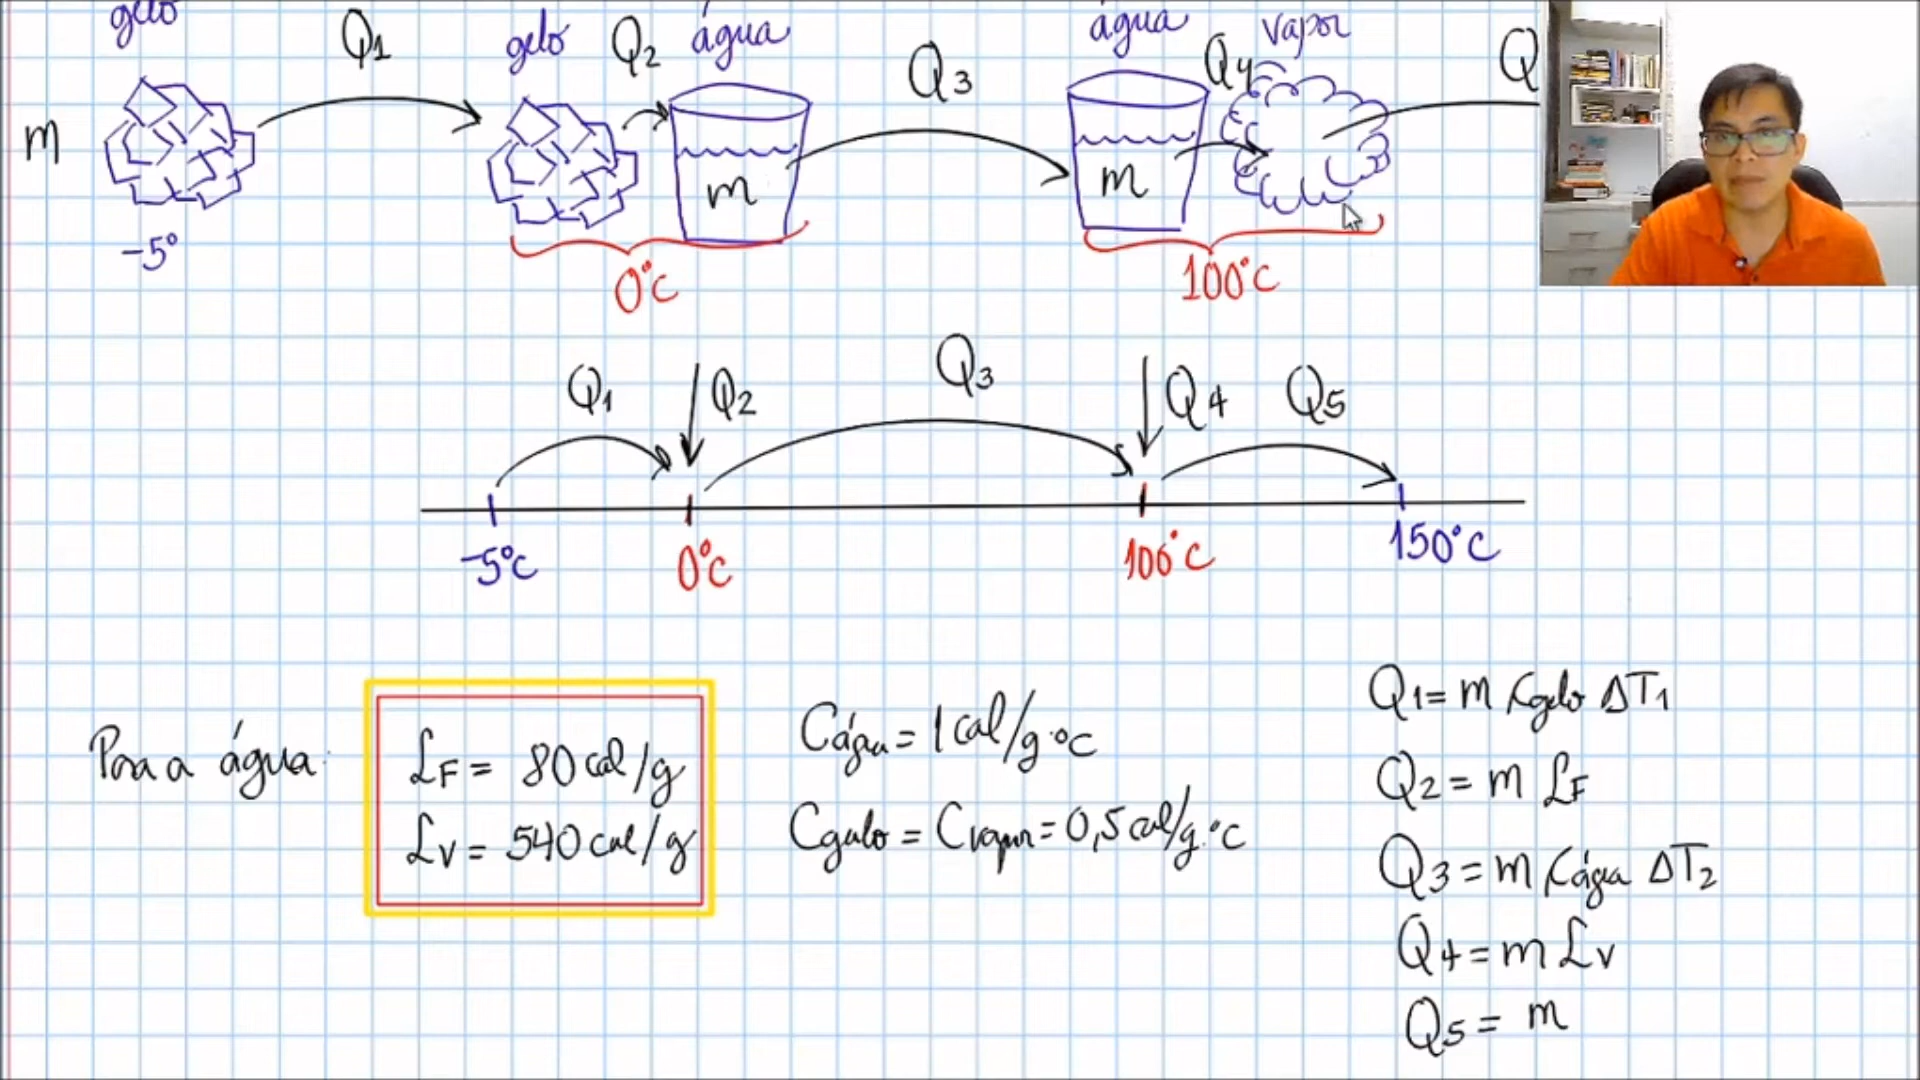 gelo
Q1
gelo
Q2
água
Q3
água
Q4
vapor
Q
m
m
m
-5°
0°C
100°C
Q1
Q2
Q3
Q4
Q5
-5°C
0°C
100°C
150°C
Para a água:
LF = 80 cal/g
LV = 540 cal/g
Cágua = 1 cal/g·°C
Cgelo = Cvapor = 0,5 cal/g·°C
Q1 = m Cgelo ΔT1
Q2 = m LF
Q3 = m Cágua ΔT2
Q4 = m LV
Q5 = m